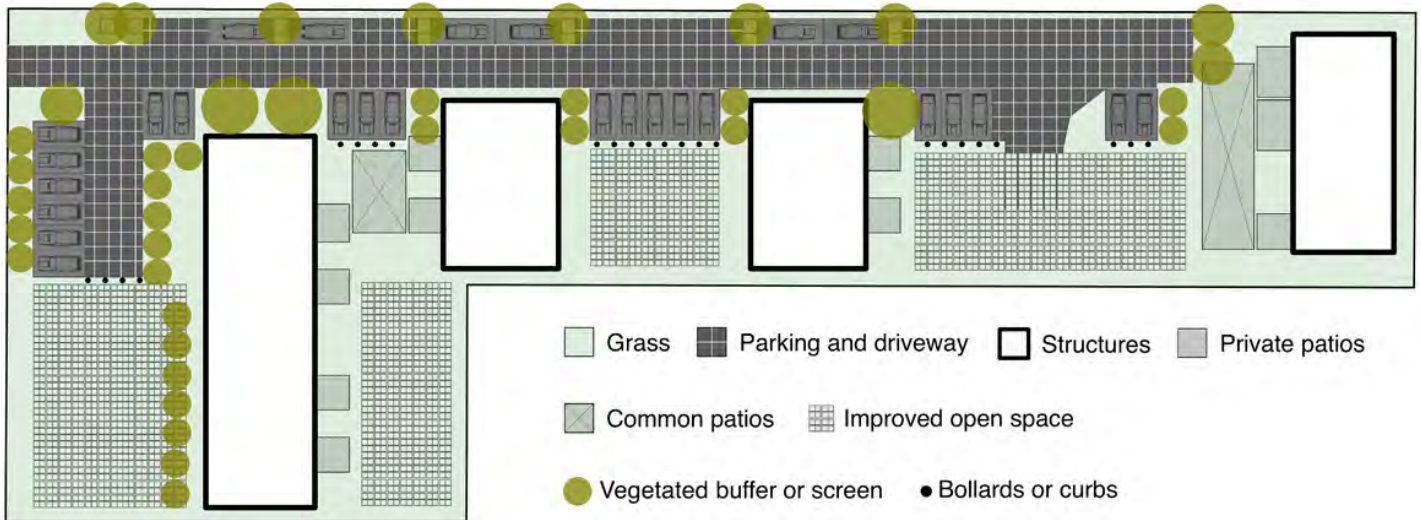 Grass
Parking and driveway
Structures
Private patios
Common patios
Improved open space
Vegetated buffer or screen
Bollards or curbs